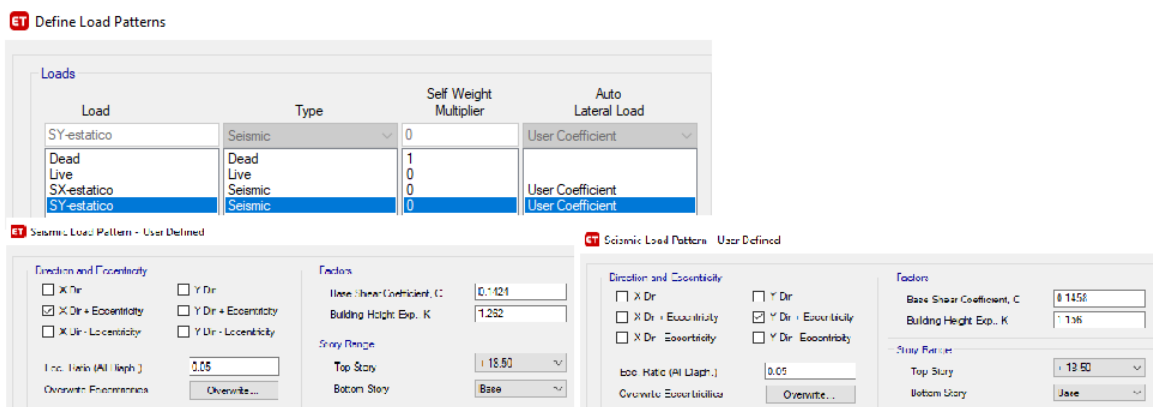 ET Define Load Patterns
Loads
Load Type Self Weight Multiplier Auto Lateral Load
SY-estatico Seismic 0 User Coefficient
Dead Dead 1
Live Live 0
SX-estatico Seismic 0 User Coefficient
SY-estatico Seismic 0 User Coefficient
ET Seismic Load Pattern - User Defined
Direction and Eccentricity
X Dir Y Dir
X Dir + Eccentricity Y Dir + Eccentricity
X Dir - Eccentricity Y Dir - Eccentricity
Ecc. Ratio (All Diaph.) 0.05
Overwrite Eccentricities Overwrite...
Factors
Base Shear Coefficient, C 0.1424
Building Height Exp., K
Story Range
Top Story
Bottom Story Base
ET Seismic Load Pattern - User Defined
Direction and Eccentricity
X Dir Y Dir
X Dir + Eccentricity Y Dir + Eccentricity
X Dir - Eccentricity Y Dir - Eccentricity
Ecc. Ratio (All Diaph.) 0.05
Overwrite Eccentricities Overwrite...
Factors
Base Shear Coefficient, C 0.1458
Building Height Exp., K
Story Range
Top Story
Bottom Story Base